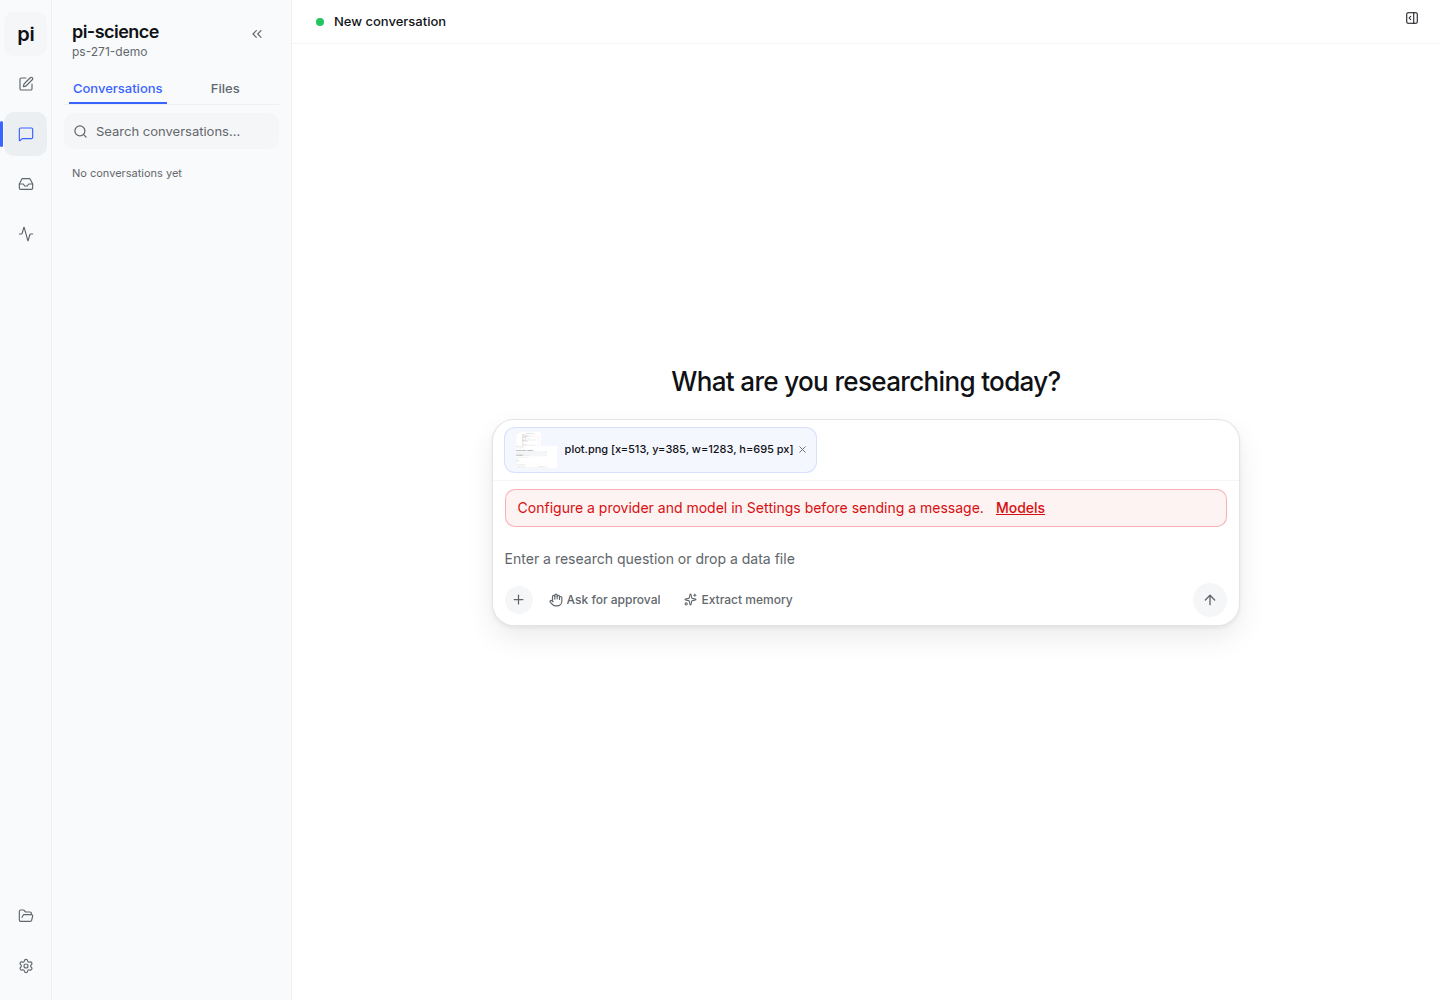 pi
pi-science
ps-271-demo
Conversations
Files
Search conversations...
No conversations yet
New conversation
What are you researching today?
plot.png [x=513, y=385, w=1283, h=695 px]
Configure a provider and model in Settings before sending a message. Models
Enter a research question or drop a data file
Ask for approval
Extract memory